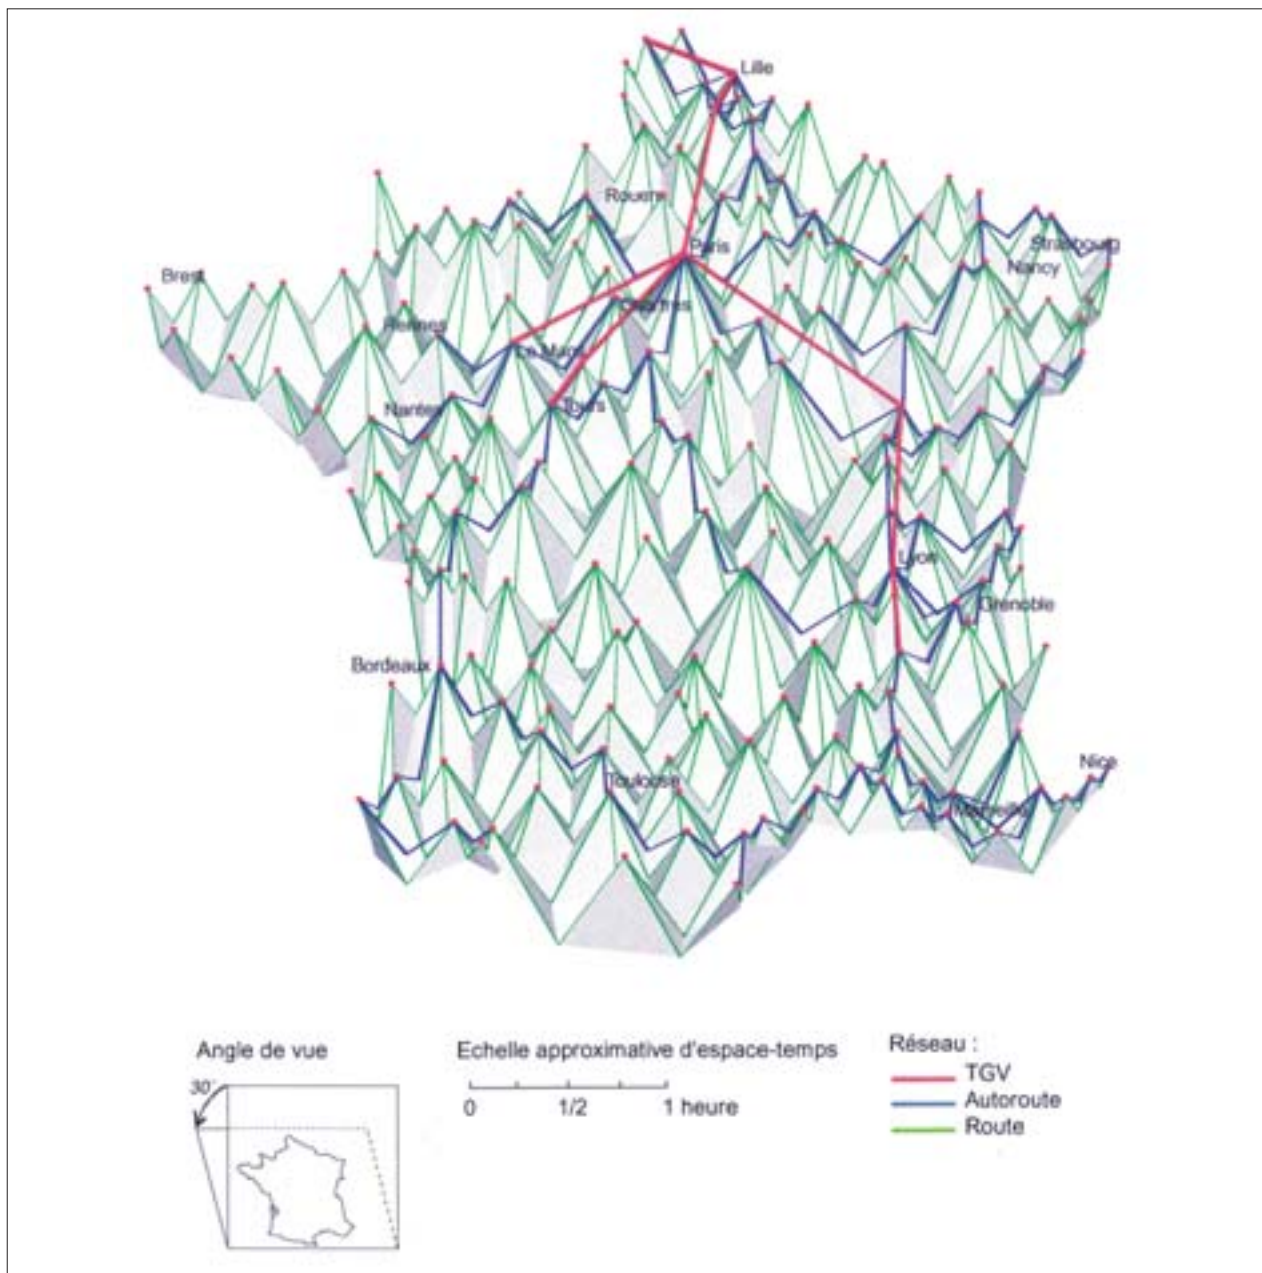 Lille
Rouen
Paris
Strasbourg
Nancy
Brest
Chartres
Rennes
Le Mans
Nantes
Tours
Lyon
Grenoble
Bordeaux
Toulouse
Nice
Marseille
Angle de vue
30°
Echelle approximative d'espace-temps
0 1/2 1 heure
Réseau :
TGV
Autoroute
Route